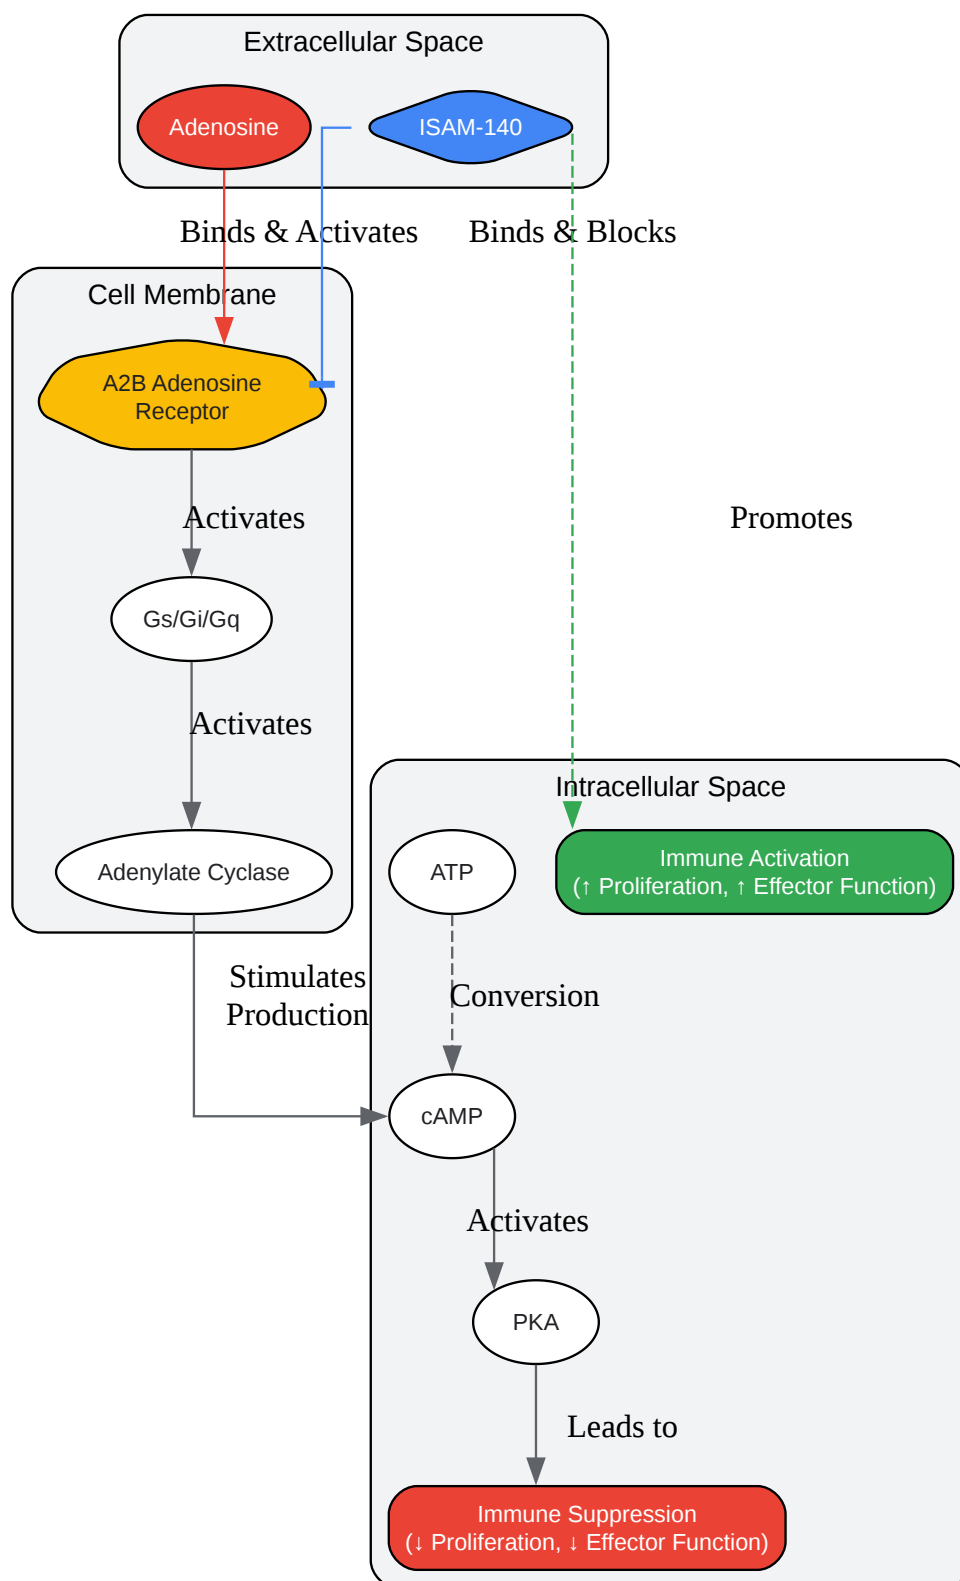 Extracellular Space
Adenosine
ISAM-140
Binds & Activates
Binds & Blocks
Cell Membrane
A2B Adenosine
Receptor
Activates
Promotes
Gs/Gi/Gq
Activates
Intracellular Space
Adenylate Cyclase
ATP
Immune Activation
(↑ Proliferation, ↑ Effector Function)
Stimulates
Production
Conversion
cAMP
Activates
PKA
Leads to
Immune Suppression
(↓ Proliferation, ↓ Effector Function)